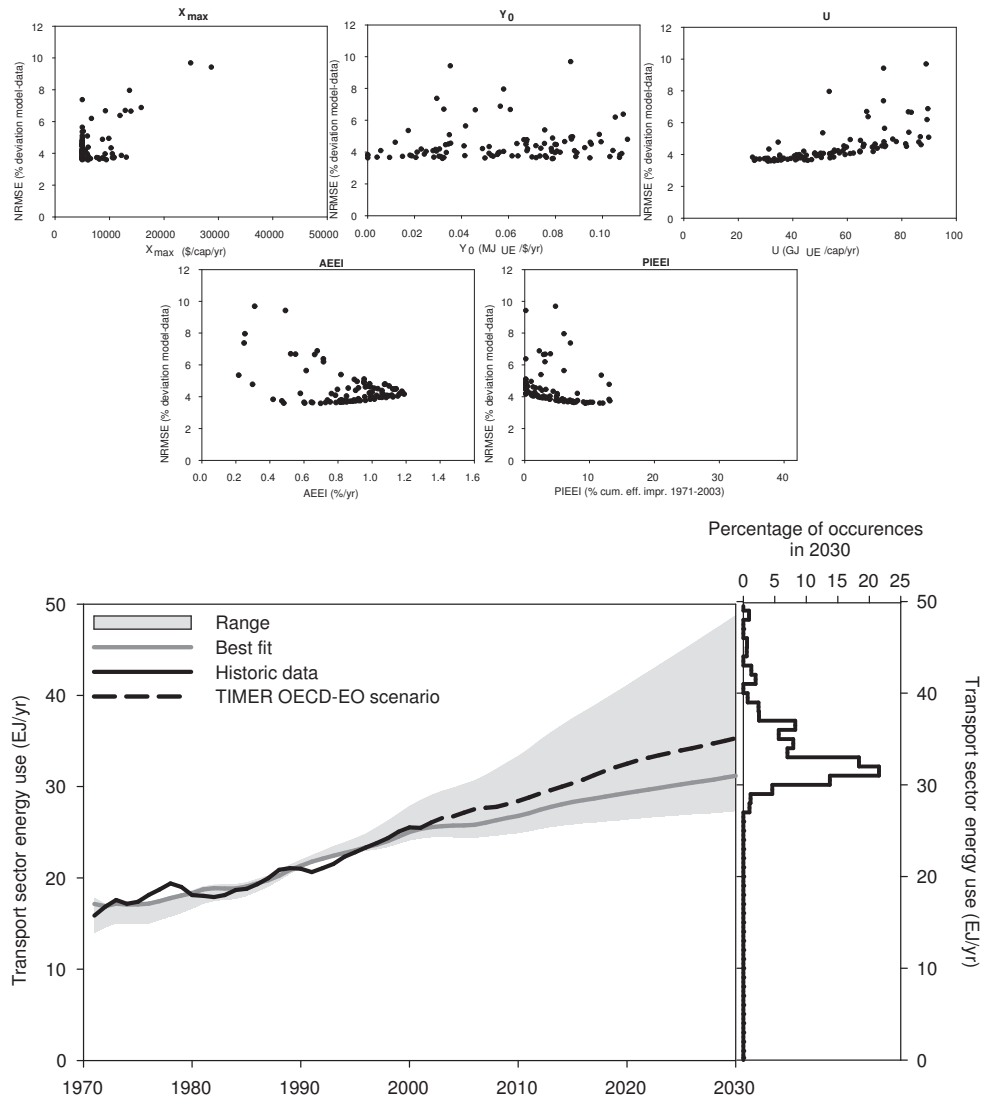 X max
Y 0
U
NRMSE (% deviation model-data)
12
10
8
6
4
2
0
0 10000 20000 30000 40000 50000
X max ($/cap/yr)
NRMSE (% deviation model-data)
12
10
8
6
4
2
0
0.00 0.02 0.04 0.06 0.08 0.10
Y 0 (MJ UE /$/yr)
NRMSE (% deviation model-data)
12
10
8
6
4
2
0
0 20 40 60 80 100
U (GJ UE /cap/yr)
AEEI
PIEEI
NRMSE (% deviation model-data)
12
10
8
6
4
2
0
0.0 0.2 0.4 0.6 0.8 1.0 1.2 1.4 1.6
AEEI (%/yr)
NRMSE (% deviation model-data)
12
10
8
6
4
2
0
0 10 20 30 40
PIEEI (% cum. eff. impr. 1971-2003)
Percentage of occurences
in 2030
0 5 10 15 20 25
Transport sector energy use (EJ/yr)
50
40
30
20
10
0
Range
Best fit
Historic data
TIMER OECD-EO scenario
1970 1980 1990 2000 2010 2020 2030
50
40
30
20
10
0
Transport sector energy use (EJ/yr)